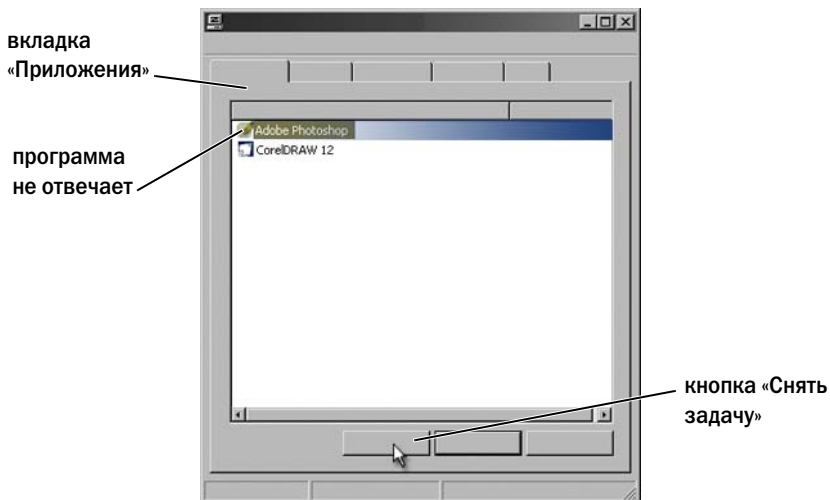 вкладка
«Приложения»
Adobe Photoshop
CorelDRAW 12
программа
не отвечает
кнопка «Снять
задачу»